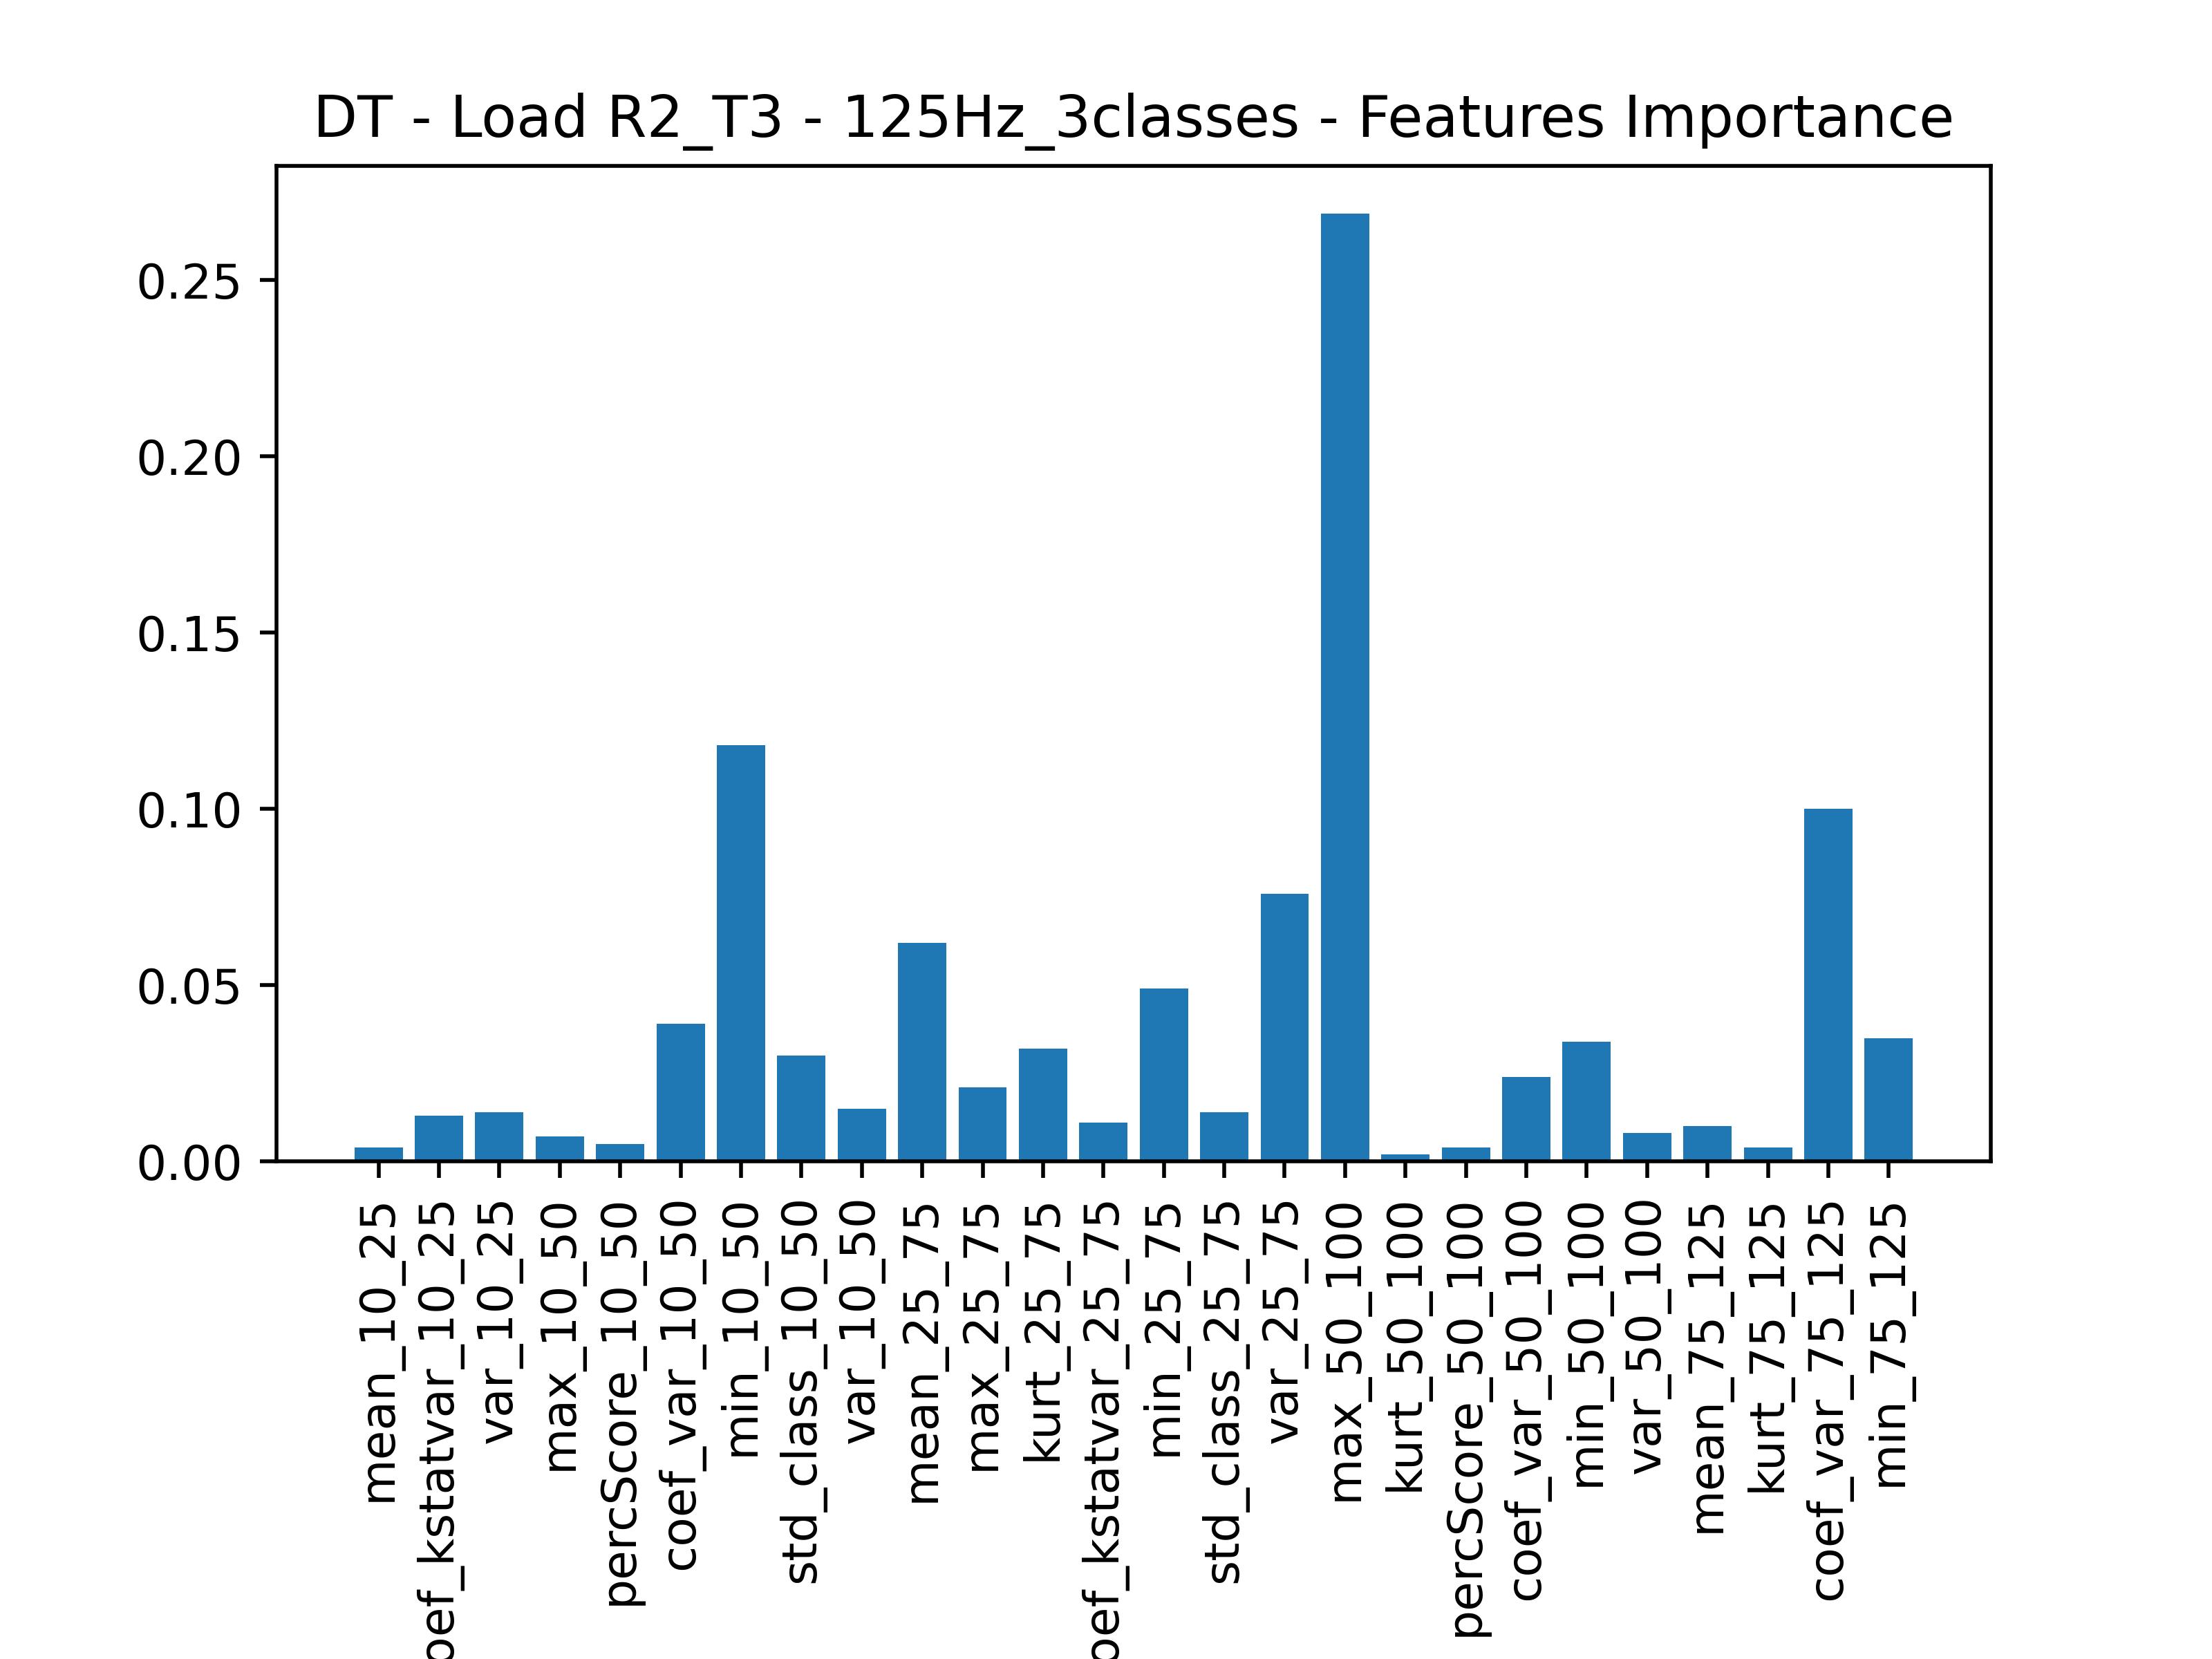 DT - Load R2_T3 - 125Hz_3classes - Features Importance
0.25
0.20
0.15
0.10
0.05
0.00
mean_10_25
oef_kstatvar_10_25
var_10_25
max_10_50
percScore_10_50
coef_var_10_50
min_10_50
std_class_10_50
var_10_50
mean_25_75
max_25_75
kurt_25_75
oef_kstatvar_25_75
min_25_75
std_class_25_75
var_25_75
max_50_100
kurt_50_100
percScore_50_100
coef_var_50_100
min_50_100
var_50_100
mean_75_125
kurt_75_125
coef_var_75_125
min_75_125